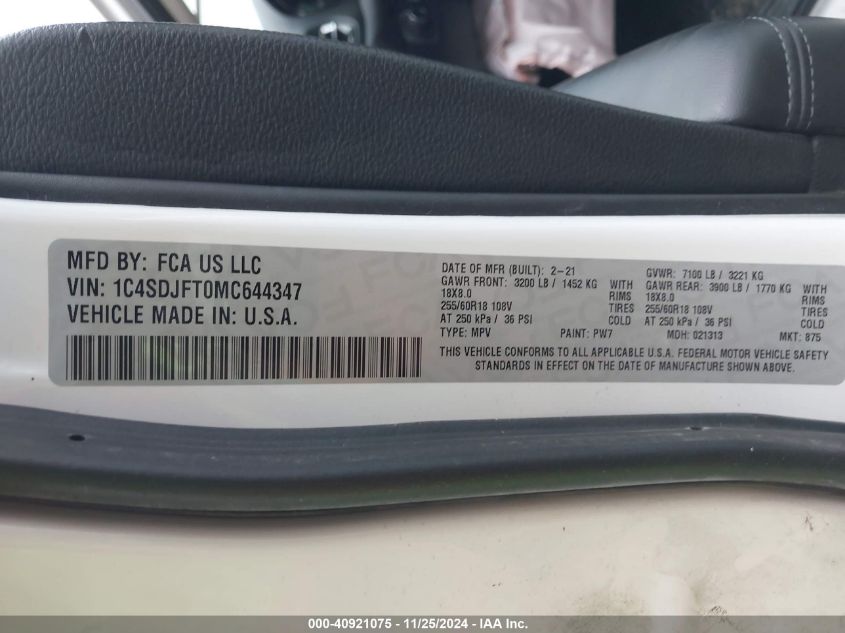 MFD BY: FCA US LLC
VIN: 1C4SDJFT0MC644347
VEHICLE MADE IN: U.S.A.
DATE OF MFR (BUILT): 2-21 GVWR: 7100 LB / 3221 KG
GAWR FRONT: 3200 LB / 1452 KG WITH GAWR REAR: 3900 LB / 1770 KG WITH
18X8.0 RIMS 18X8.0 RIMS
255/60R18 108V TIRES 255/60R18 108V TIRES
AT 250 kPa / 36 PSI COLD AT 250 kPa / 36 PSI COLD
TYPE: MPV PAINT: PW7 MDH: 021313 MKT: 875
THIS VEHICLE CONFORMS TO ALL APPLICABLE U.S.A. FEDERAL MOTOR VEHICLE SAFETY
STANDARDS IN EFFECT ON THE DATE OF MANUFACTURE SHOWN ABOVE.
000-40921075 - 11/25/2024 - IAA Inc.